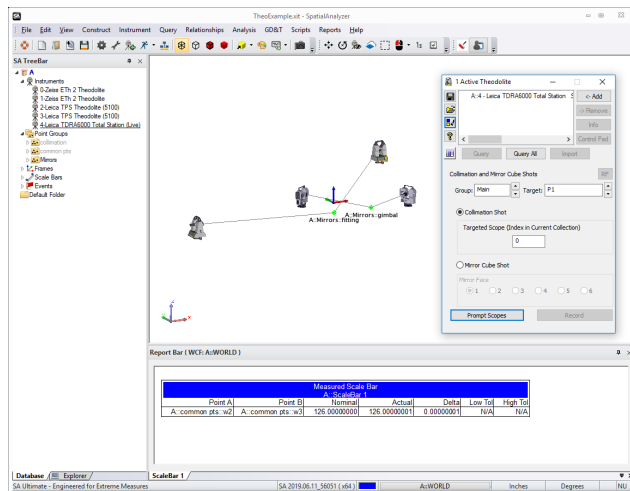 TheoExample.xit - SpatialAnalyzer
File Edit View Construct Instrument Query Relationships Analysis GD&T Scripts Reports Help
SA TreeBar
A
Instruments
0-Zeiss ETh 2 Theodolite
1-Zeiss ETh 2 Theodolite
2-Leica TPS Theodolite (5100)
3-Leica TPS Theodolite (5100)
4-Leica TDRA6000 Total Station (Live)
Point Groups
collimation
common pts
Mirrors
Frames
Scale Bars
Events
Default Folder
A::Mirrors::fitting
A::Mirrors::gimbal
z
x
1 Active Theodolite
A::4 - Leica TDRA6000 Total Station S
<- Add
-> Remove
Info
Control Pad
Query Query All Import
Collimation and Mirror Cube Shots
RP
Group: Main Target: P1
Collimation Shot
Targeted Scope (Index in Current Collection)
0
Mirror Cube Shot
Mirror Face
1 2 3 4 5 6
Prompt Scopes Record
Report Bar ( WCF: A::WORLD )
Measured Scale Bar
A:: ScaleBar 1
Point A Point B Nominal Actual Delta Low Tol High Tol
A::common pts::w2 A::common pts::w3 126.00000000 126.00000001 0.00000001 N/A N/A
Database Explorer ScaleBar 1
SA Ultimate - Engineered for Extreme Measures SA 2019.06.11_56051 ( x64 ) A::WORLD Inches Degrees NU